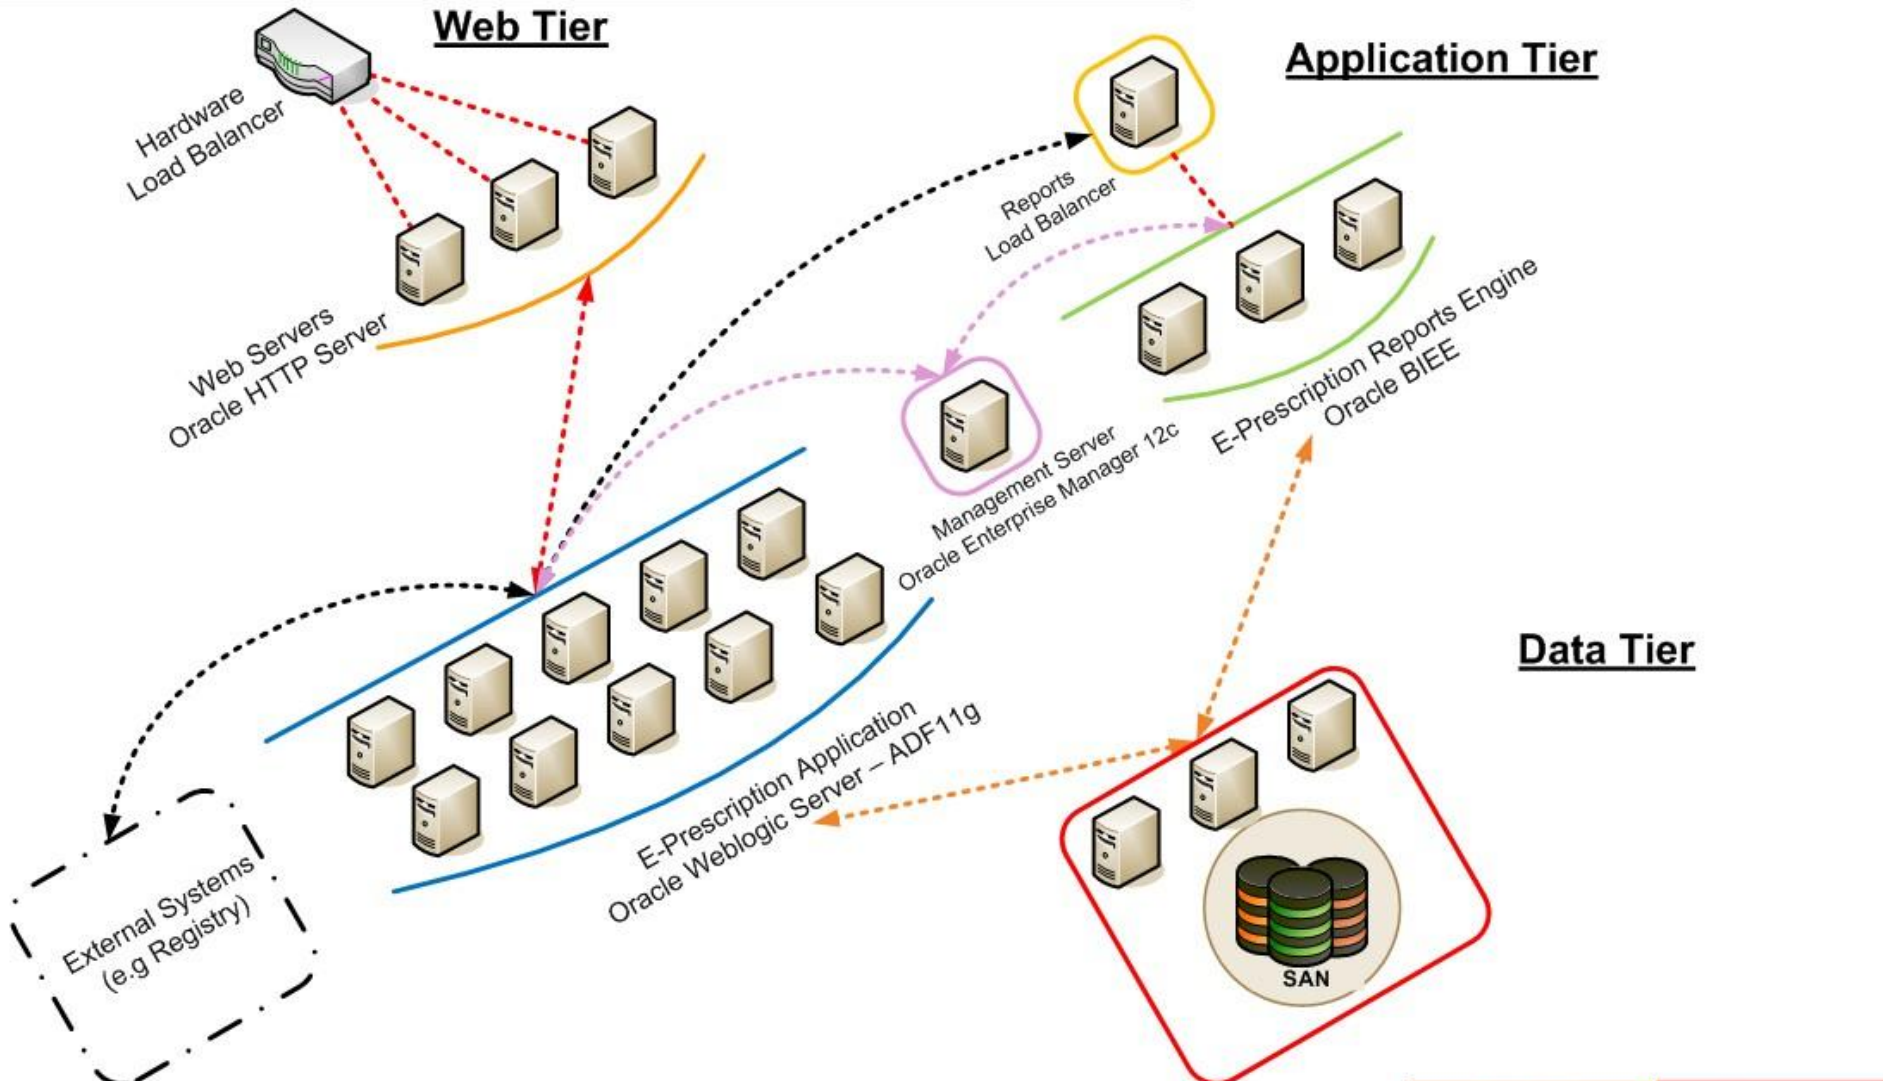 Web Tier
Application Tier
Hardware
Load Balancer
Reports
Load Balancer
Web Servers
Oracle HTTP Server
E-Prescription Reports Engine
Oracle BIEE
Management Server
Oracle Enterprise Manager 12c
Data Tier
E-Prescription Application
Oracle Weblogic Server – ADF11g
External Systems
(e.g Registry)
SAN